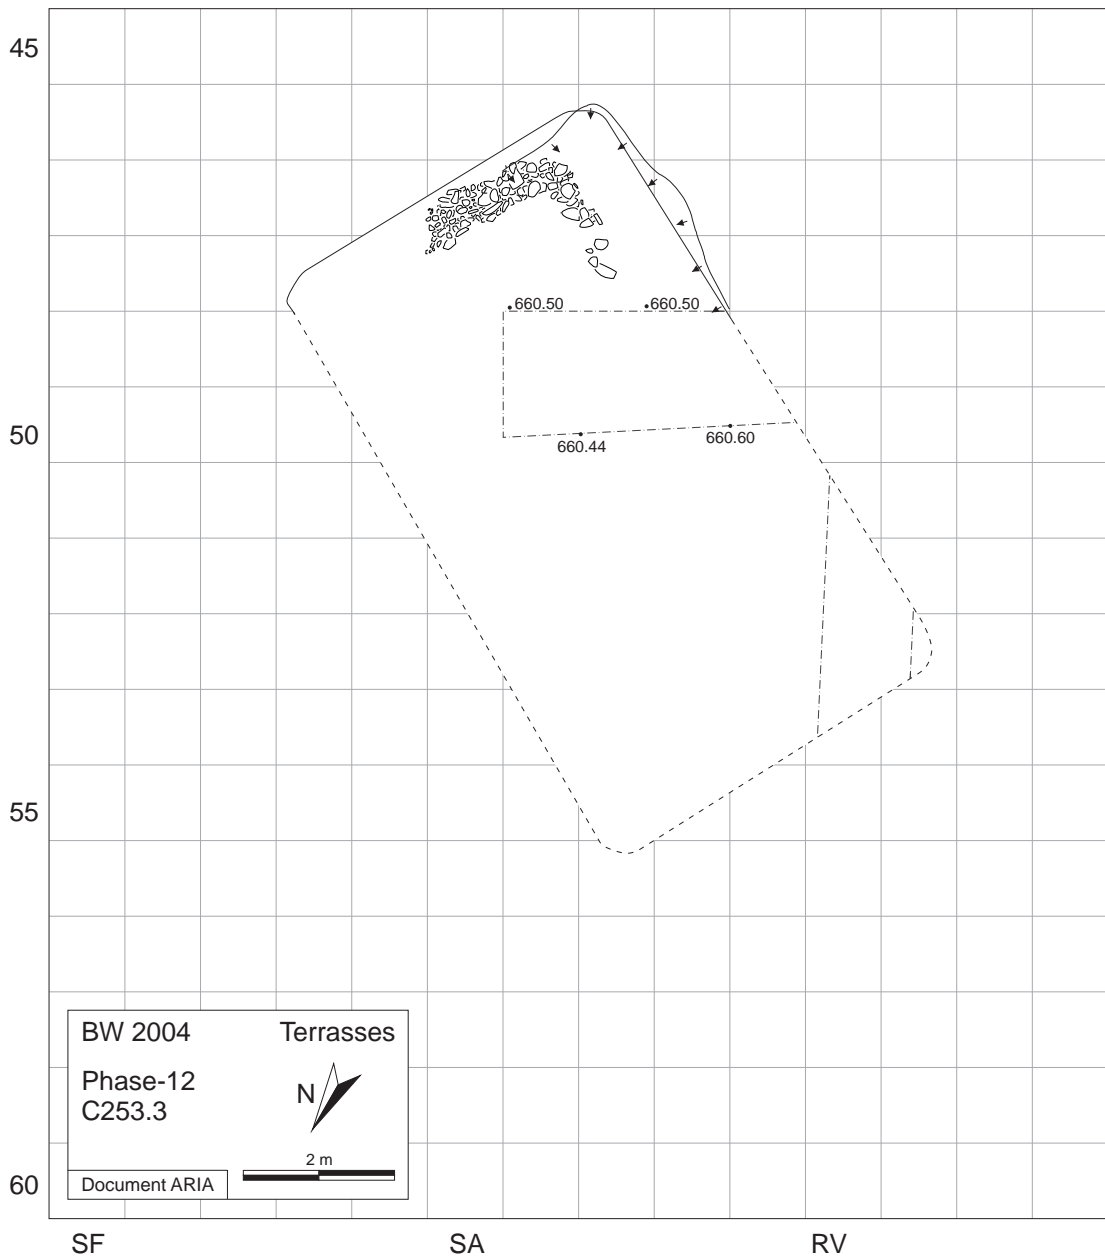 45
660.50 660.50
50
660.44 660.60
55
BW 2004 Terrasses
Phase-12
C253.3
N
2 m
Document ARIA
60
SF SA RV